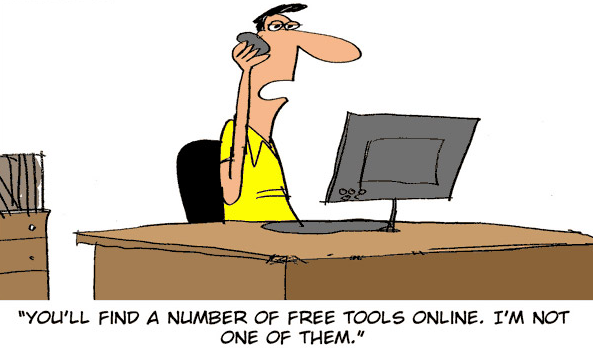 "YOU'LL FIND A NUMBER OF FREE TOOLS ONLINE. I'M NOT
ONE OF THEM."